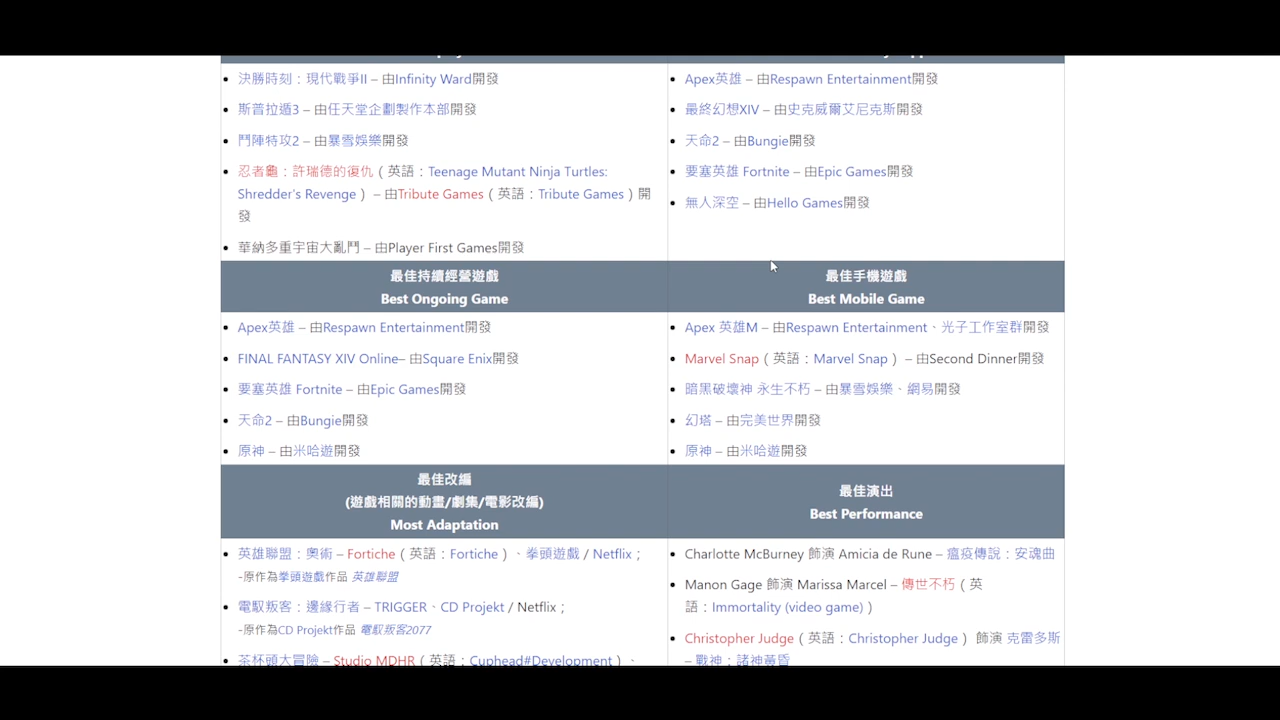 決勝時刻：現代戰爭II – 由Infinity Ward開發
斯普拉遁3 – 由任天堂企劃製作本部開發
鬥陣特攻2 – 由暴雪娛樂開發
忍者龜：許瑞德的復仇（英語：Teenage Mutant Ninja Turtles:
Shredder's Revenge） – 由Tribute Games（英語：Tribute Games）開
發
華納多重宇宙大亂鬥 – 由Player First Games開發
Apex英雄 – 由Respawn Entertainment開發
最終幻想XIV – 由史克威爾艾尼克斯開發
天命2 – 由Bungie開發
要塞英雄 Fortnite – 由Epic Games開發
無人深空 – 由Hello Games開發
最佳持續經營遊戲
Best Ongoing Game
Apex英雄 – 由Respawn Entertainment開發
FINAL FANTASY XIV Online– 由Square Enix開發
要塞英雄 Fortnite – 由Epic Games開發
天命2 – 由Bungie開發
原神 – 由米哈遊開發
最佳手機遊戲
Best Mobile Game
Apex 英雄M – 由Respawn Entertainment、光子工作室群開發
Marvel Snap（英語：Marvel Snap） – 由Second Dinner開發
暗黑破壞神 永生不朽 – 由暴雪娛樂、網易開發
幻塔 – 由完美世界開發
原神 – 由米哈遊開發
最佳改編
(遊戲相關的動畫/劇集/電影改編)
Most Adaptation
英雄聯盟：奧術 – Fortiche（英語：Fortiche）、拳頭遊戲 / Netflix；
-原作為拳頭遊戲作品 英雄聯盟
電馭叛客：邊緣行者 – TRIGGER、CD Projekt / Netflix；
-原作為CD Projekt作品 電馭叛客2077
茶杯頭大冒險 – Studio MDHR（英語：Cuphead#Development）、
最佳演出
Best Performance
Charlotte McBurney 飾演 Amicia de Rune – 瘟疫傳說：安魂曲
Manon Gage 飾演 Marissa Marcel – 傳世不朽（英
語：Immortality (video game)）
Christopher Judge（英語：Christopher Judge） 飾演 克雷多斯
– 戰神：諸神黃昏